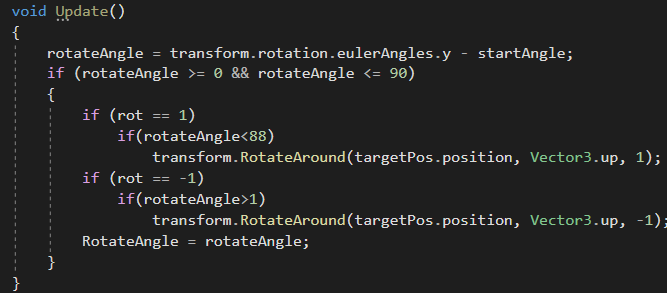 void Update()
{
    rotateAngle = transform.rotation.eulerAngles.y - startAngle;
    if (rotateAngle >= 0 && rotateAngle <= 90)
    {
        if (rot == 1)
            if(rotateAngle<88)
                transform.RotateAround(targetPos.position, Vector3.up, 1);
        if (rot == -1)
            if(rotateAngle>1)
                transform.RotateAround(targetPos.position, Vector3.up, -1);
        RotateAngle = rotateAngle;
    }
}